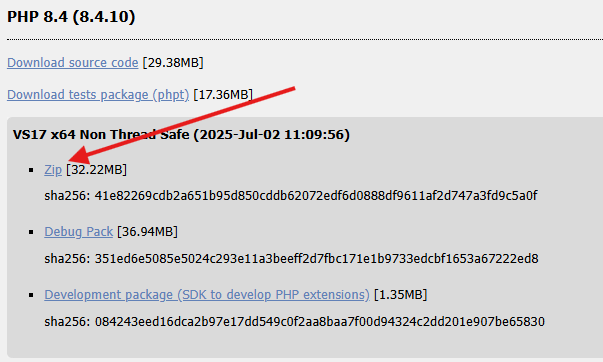 PHP 8.4 (8.4.10)
Download source code [29.38MB]
Download tests package (phpt) [17.36MB]
VS17 x64 Non Thread Safe (2025-Jul-02 11:09:56)
Zip [32.22MB]
sha256: 41e82269cdb2a651b95d850cddb62072edf6d0888df9611af2d747a3fd9c5a0f
Debug Pack [36.94MB]
sha256: 351ed6e5085e5024c293e11a3beeff2d7fbc171e1b9733edcbf1653a67222ed8
Development package (SDK to develop PHP extensions) [1.35MB]
sha256: 084243eed16dca2b97e17dd549c0f2aa8baa7f00d94324c2dd201e907be65830